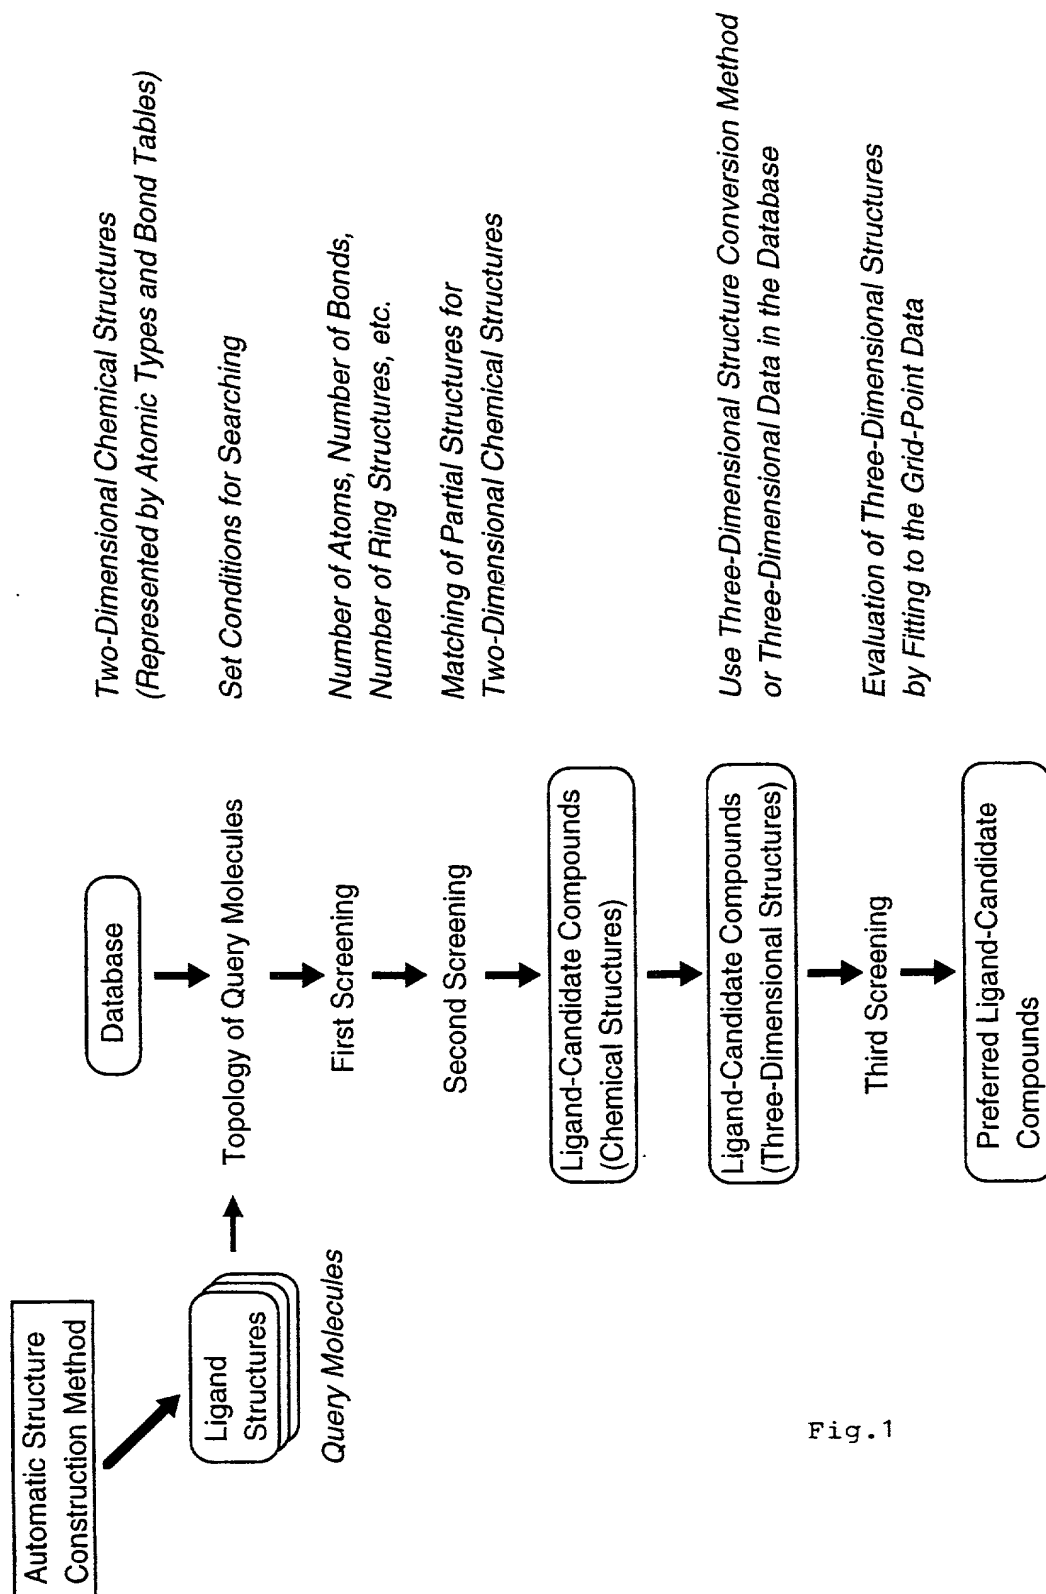 Automatic Structure
Construction Method
Ligand
Structures
Query Molecules
Database
Two-Dimensional Chemical Structures
(Represented by Atomic Types and Bond Tables)
Topology of Query Molecules
Set Conditions for Searching
First Screening
Number of Atoms, Number of Bonds,
Number of Ring Structures, etc.
Second Screening
Matching of Partial Structures for
Two-Dimensional Chemical Structures
Ligand-Candidate Compounds
(Chemical Structures)
Ligand-Candidate Compounds
(Three-Dimensional Structures)
Use Three-Dimensional Structure Conversion Method
or Three-Dimensional Data in the Database
Third Screening
Evaluation of Three-Dimensional Structures
by Fitting to the Grid-Point Data
Preferred Ligand-Candidate
Compounds
Fig.1